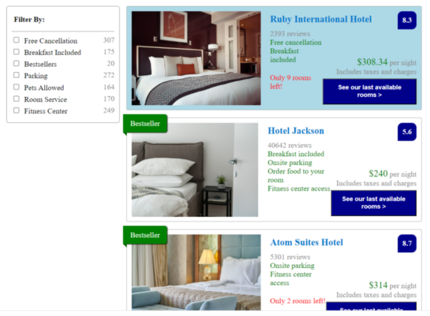 Filter By:
Free Cancellation 307
Breakfast Included 175
Bestsellers 20
Parking 272
Pets Allowed 164
Room Service 170
Fitness Center 249
Ruby International Hotel 8.3
2393 reviews
Free cancellation
Breakfast
included
Only 9 rooms
left!
$308.34 per night
Includes taxes and charges
See our last available
rooms >
Bestseller
Hotel Jackson 5.6
40642 reviews
Breakfast included
Onsite parking
Order food to your
room
Fitness center access
$240 per night
Includes taxes and charges
See our last available
rooms >
Bestseller
Atom Suites Hotel 8.7
5301 reviews
Onsite parking
Fitness center
access
Only 2 rooms left!
$314 per night
Includes taxes and charges
See our last available